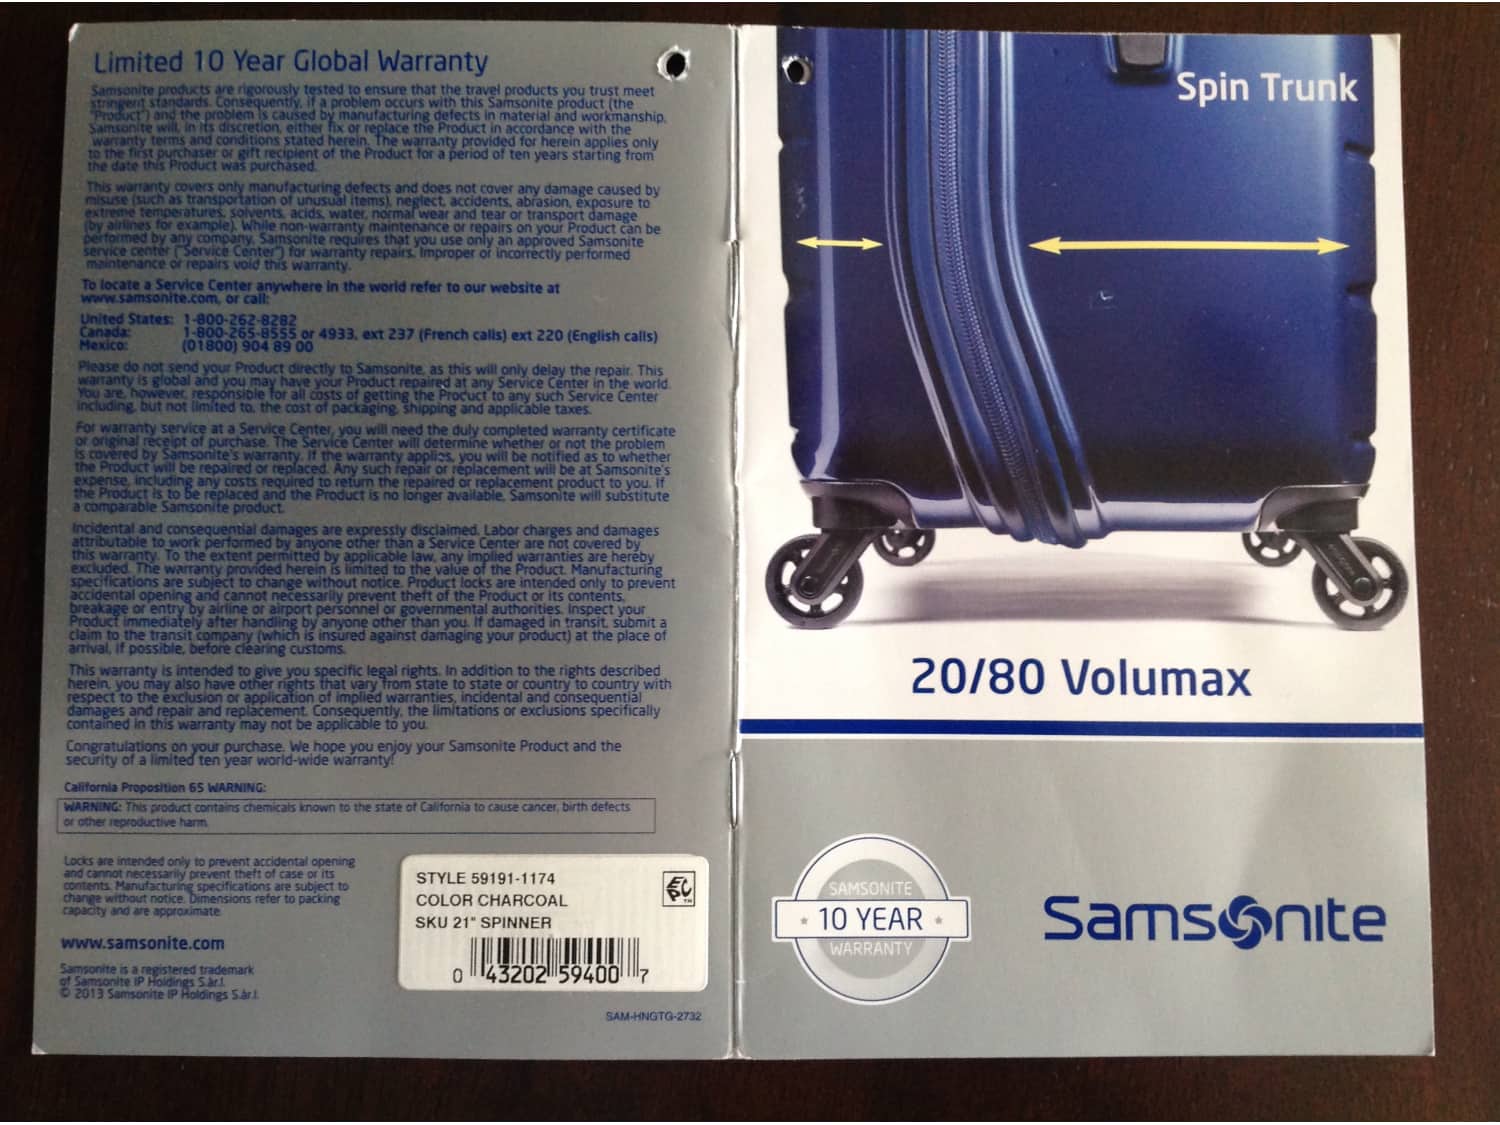 Limited 10 Year Global Warranty
Samsonite products are rigorously tested to ensure that the travel products you trust meet
stringent standards. Consequently, if a problem occurs with this Samsonite product (the
"Product") and the problem is caused by manufacturing defects in material and workmanship,
Samsonite will, in its discretion, either fix or replace the Product in accordance with the
warranty terms and conditions stated herein. The warranty provided for herein applies only
to the first purchaser or gift recipient of the Product for a period of ten years starting from
the date this Product was purchased.
This warranty covers only manufacturing defects and does not cover any damage caused by
misuse (such as transportation of unusual items), neglect, accidents, abrasion, exposure to
extreme temperatures, solvents, acids, water, normal wear and tear or transport damage
(by airlines for example). While non-warranty maintenance or repairs on your Product can be
performed by any company, Samsonite requires that you use only an approved Samsonite
service center ("Service Center") for warranty repairs. Improper or incorrectly performed
maintenance or repairs void this warranty.
To locate a Service Center anywhere in the world refer to our website at
www.samsonite.com, or call:
United States: 1-800-262-8282
Canada: 1-800-265-8555 or 4933, ext 237 (French calls) ext 220 (English calls)
Mexico: (01800) 904 89 00
Please do not send your Product directly to Samsonite, as this will only delay the repair. This
warranty is global and you may have your Product repaired at any Service Center in the world.
You are, however, responsible for all costs of getting the Product to any such Service Center
including, but not limited to, the cost of packaging, shipping and applicable taxes.
For warranty service at a Service Center, you will need the duly completed warranty certificate
or original receipt of purchase. The Service Center will determine whether or not the problem
is covered by Samsonite's warranty. If the warranty applies, you will be notified as to whether
the Product will be repaired or replaced. Any such repair or replacement will be at Samsonite's
expense, including any costs required to return the repaired or replacement product to you. If
the Product is to be replaced and the Product is no longer available, Samsonite will substitute
a comparable Samsonite product.
Incidental and consequential damages are expressly disclaimed. Labor charges and damages
attributable to work performed by anyone other than a Service Center are not covered by
this warranty. To the extent permitted by applicable law, any implied warranties are hereby
excluded. The warranty provided herein is limited to the value of the Product. Manufacturing
specifications are subject to change without notice. Product locks are intended only to prevent
accidental opening and cannot necessarily prevent theft of the Product or its contents,
breakage or entry by airline or airport personnel or governmental authorities. Inspect your
Product immediately after handling by anyone other than you. If damaged in transit, submit a
claim to the transit company (which is insured against damaging your product) at the place of
arrival, if possible, before clearing customs.
This warranty is intended to give you specific legal rights. In addition to the rights described
herein, you may also have other rights that vary from state to state or country to country with
respect to the exclusion or application of implied warranties, incidental and consequential
damages and repair and replacement. Consequently, the limitations or exclusions specifically
contained in this warranty may not be applicable to you.
Congratulations on your purchase. We hope you enjoy your Samsonite Product and the
security of a limited ten year world-wide warranty!
California Proposition 65 WARNING:
WARNING: This product contains chemicals known to the state of California to cause cancer, birth defects
or other reproductive harm.
Locks are intended only to prevent accidental opening
and cannot necessarily prevent theft of case or its
contents. Manufacturing specifications are subject to
change without notice. Dimensions refer to packing
capacity and are approximate.
www.samsonite.com
Samsonite is a registered trademark
of Samsonite IP Holdings S.àr.l.
© 2013 Samsonite IP Holdings S.àr.l.
STYLE 59191-1174
COLOR CHARCOAL
SKU 21" SPINNER
EPC TM
0 43202 59400 7
SAM-HNGTG-2732
Spin Trunk
20/80 Volumax
SAMSONITE
10 YEAR
WARRANTY
Samsonite